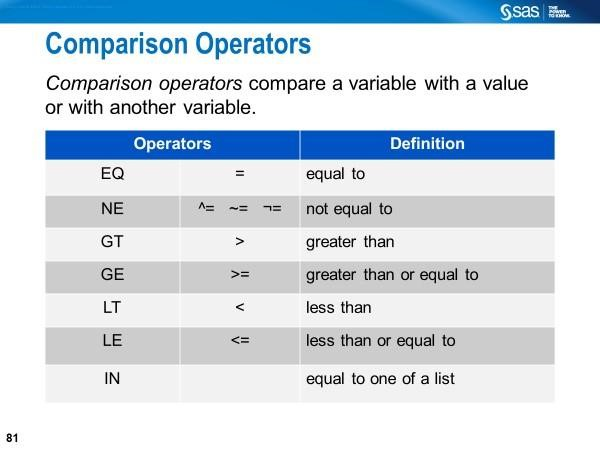 sas THE POWER TO KNOW.
Comparison Operators
Comparison operators compare a variable with a value
or with another variable.
Operators Definition
EQ = equal to
NE ^= ~= ¬= not equal to
GT > greater than
GE >= greater than or equal to
LT < less than
LE <= less than or equal to
IN equal to one of a list
81